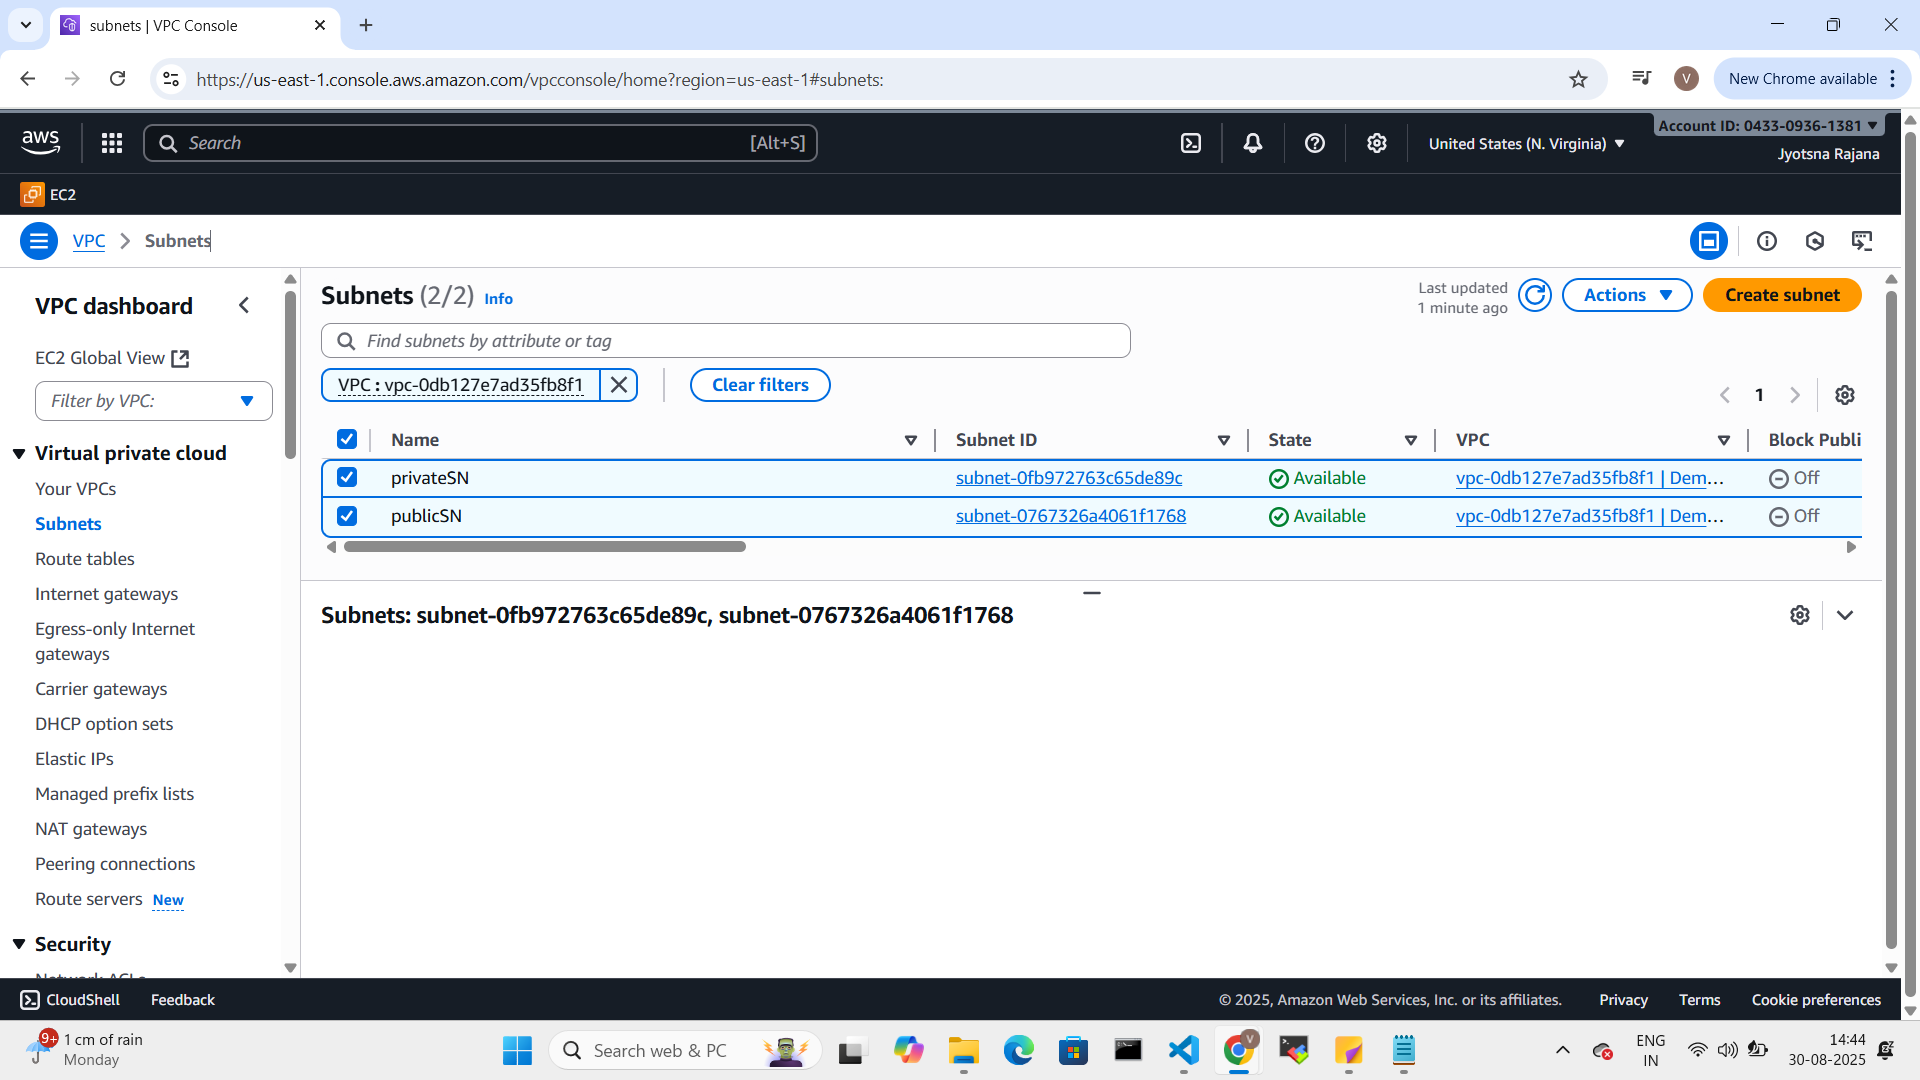 subnets | VPC Console
https://us-east-1.console.aws.amazon.com/vpcconsole/home?region=us-east-1#subnets:
V
New Chrome available
aws
Search
[Alt+S]
United States (N. Virginia)
Account ID: 0433-0936-1381
Jyotsna Rajana
EC2
VPC
Subnets
VPC dashboard
EC2 Global View
Filter by VPC:
Virtual private cloud
Your VPCs
Subnets
Route tables
Internet gateways
Egress-only Internet
gateways
Carrier gateways
DHCP option sets
Elastic IPs
Managed prefix lists
NAT gateways
Peering connections
Route servers New
Security
Network ACLs
Subnets (2/2) Info
Last updated
1 minute ago
Actions
Create subnet
Find subnets by attribute or tag
VPC : vpc-0db127e7ad35fb8f1
Clear filters
1
Name Subnet ID State VPC Block Publi
privateSN subnet-0fb972763c65de89c Available vpc-0db127e7ad35fb8f1 | Dem... Off
publicSN subnet-0767326a4061f1768 Available vpc-0db127e7ad35fb8f1 | Dem... Off
Subnets: subnet-0fb972763c65de89c, subnet-0767326a4061f1768
CloudShell Feedback © 2025, Amazon Web Services, Inc. or its affiliates. Privacy Terms Cookie preferences
9+
1 cm of rain
Monday
Search web & PC
V
ENG
IN
14:44
30-08-2025